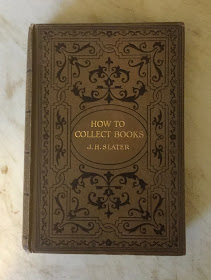 HOW TO
COLLECT BOOKS
J. H. SLATER